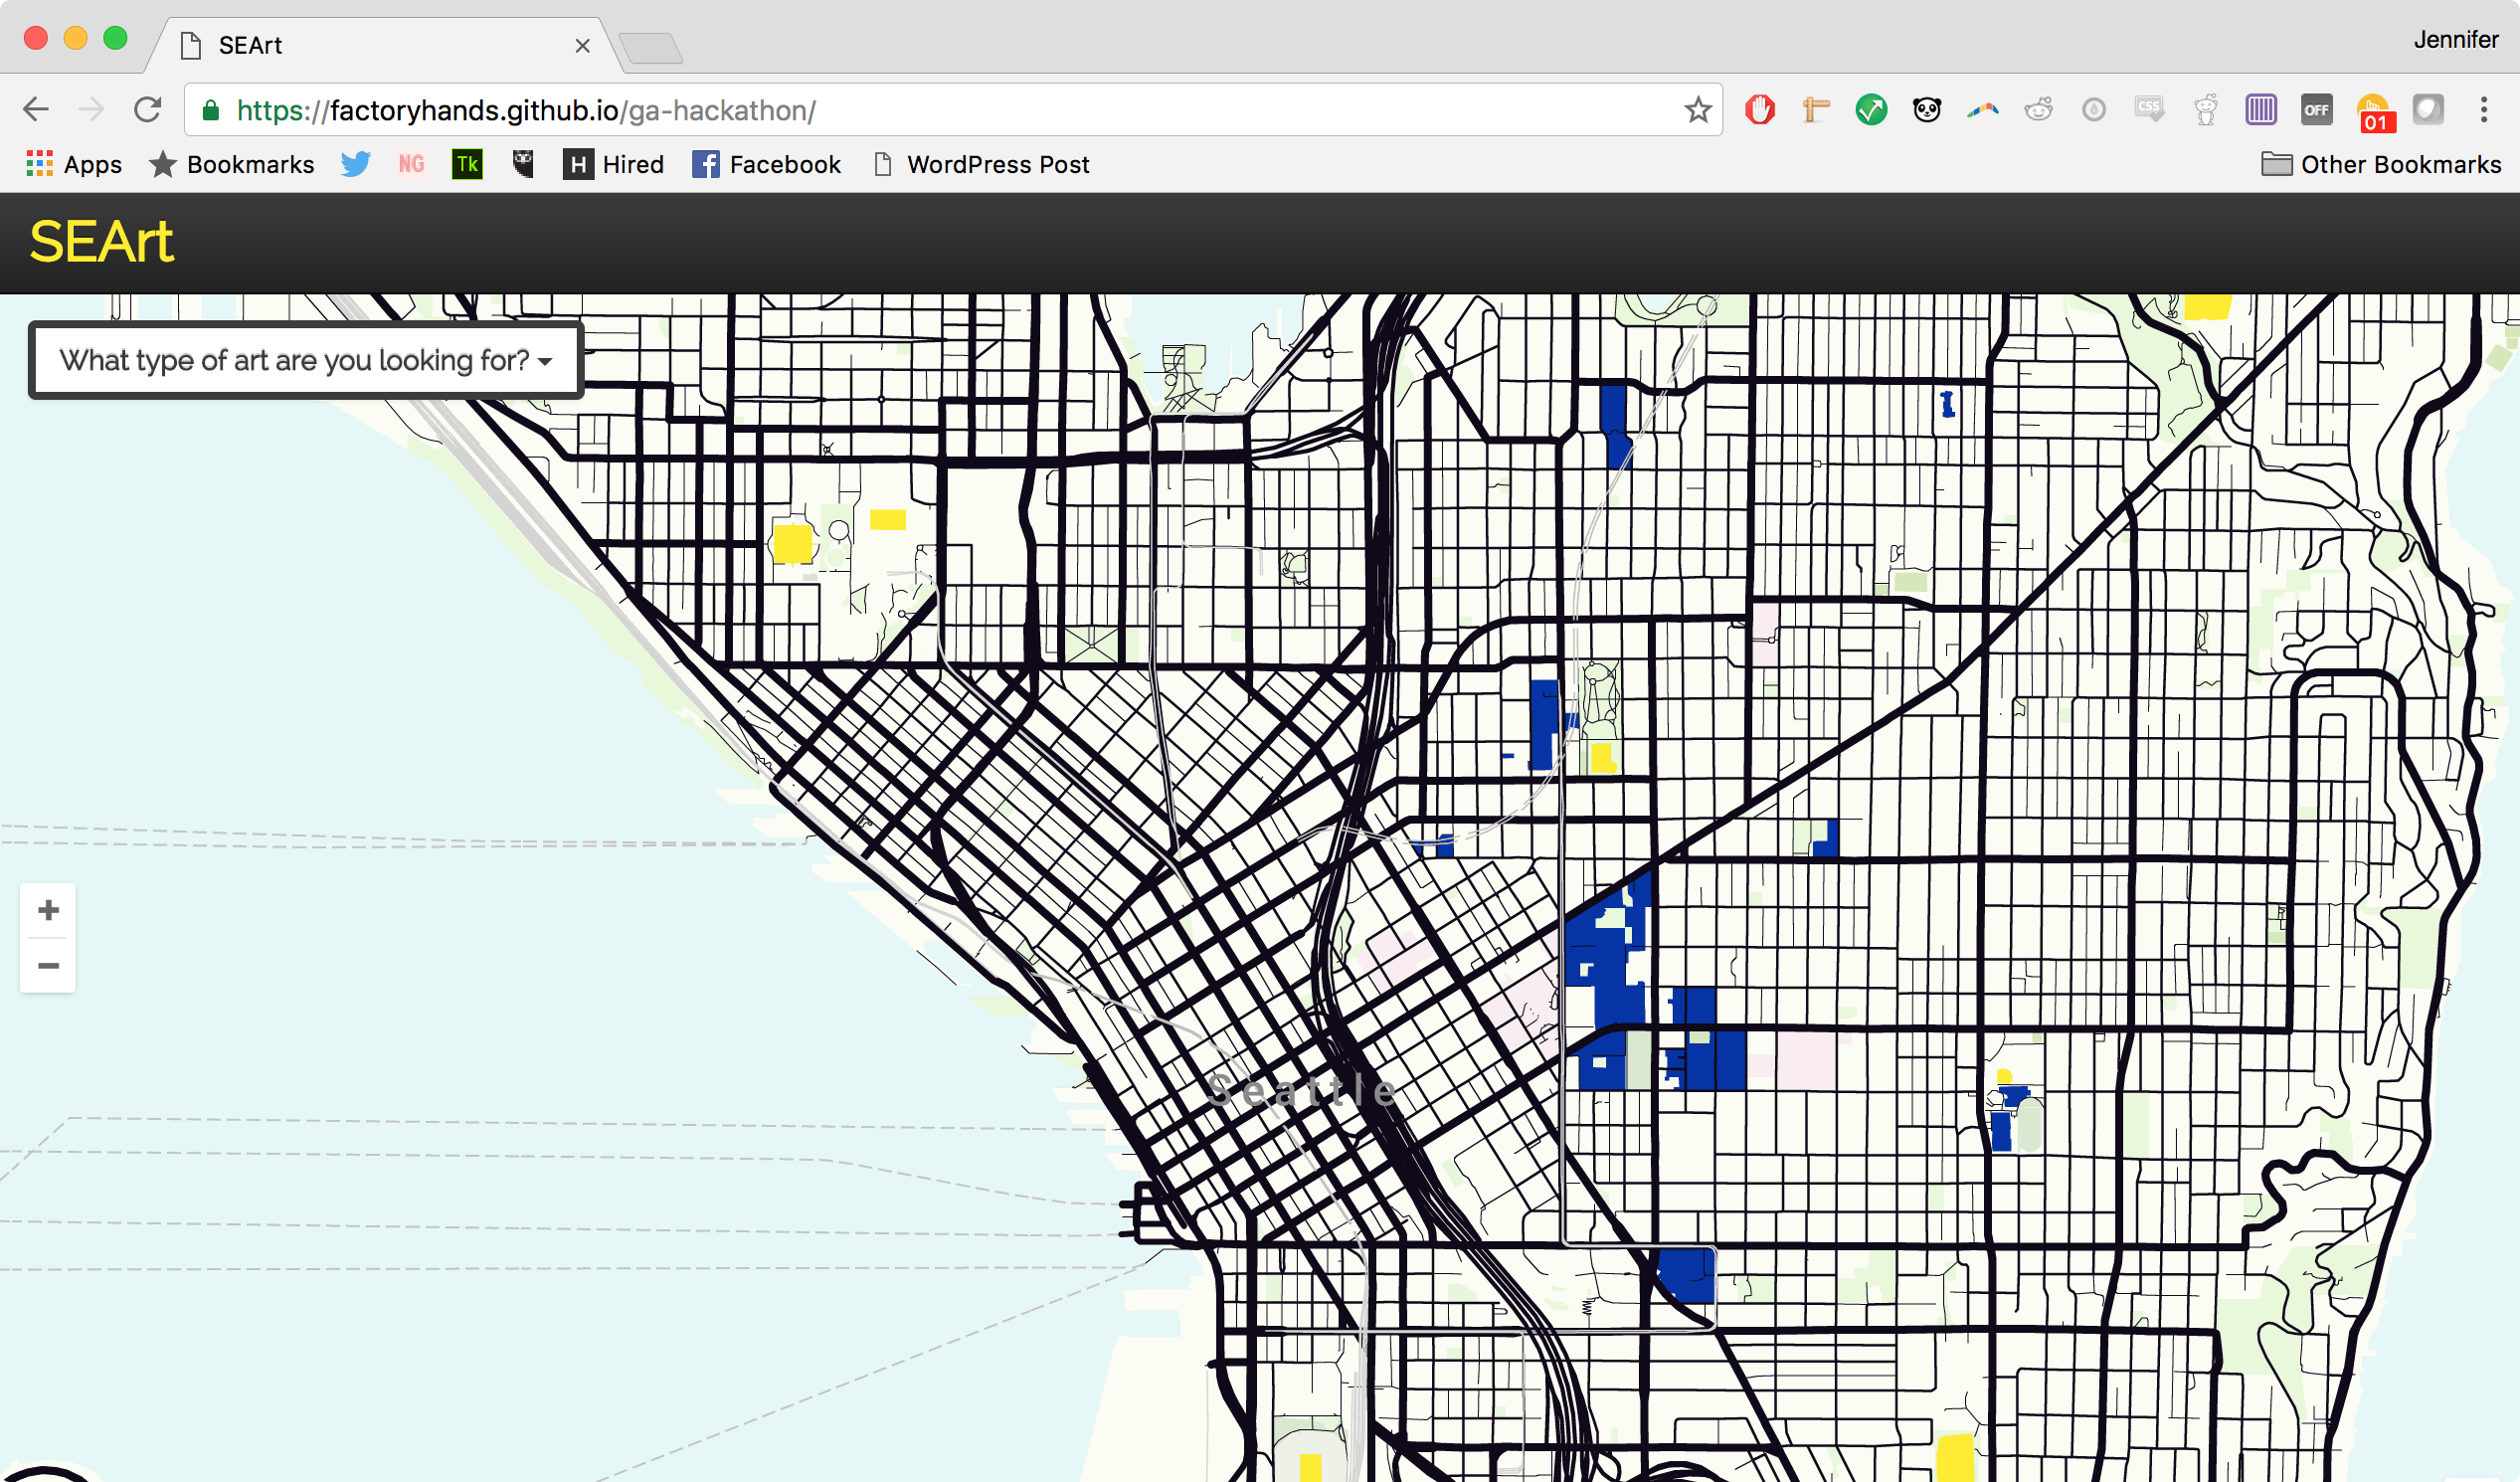 SEArt
Jennifer
https://factoryhands.github.io/ga-hackathon/
CSS
OFF
01
Apps
Bookmarks
NG
Tk
H
Hired
Facebook
WordPress Post
Other Bookmarks
SEArt
What type of art are you looking for?
+
−
Seattle